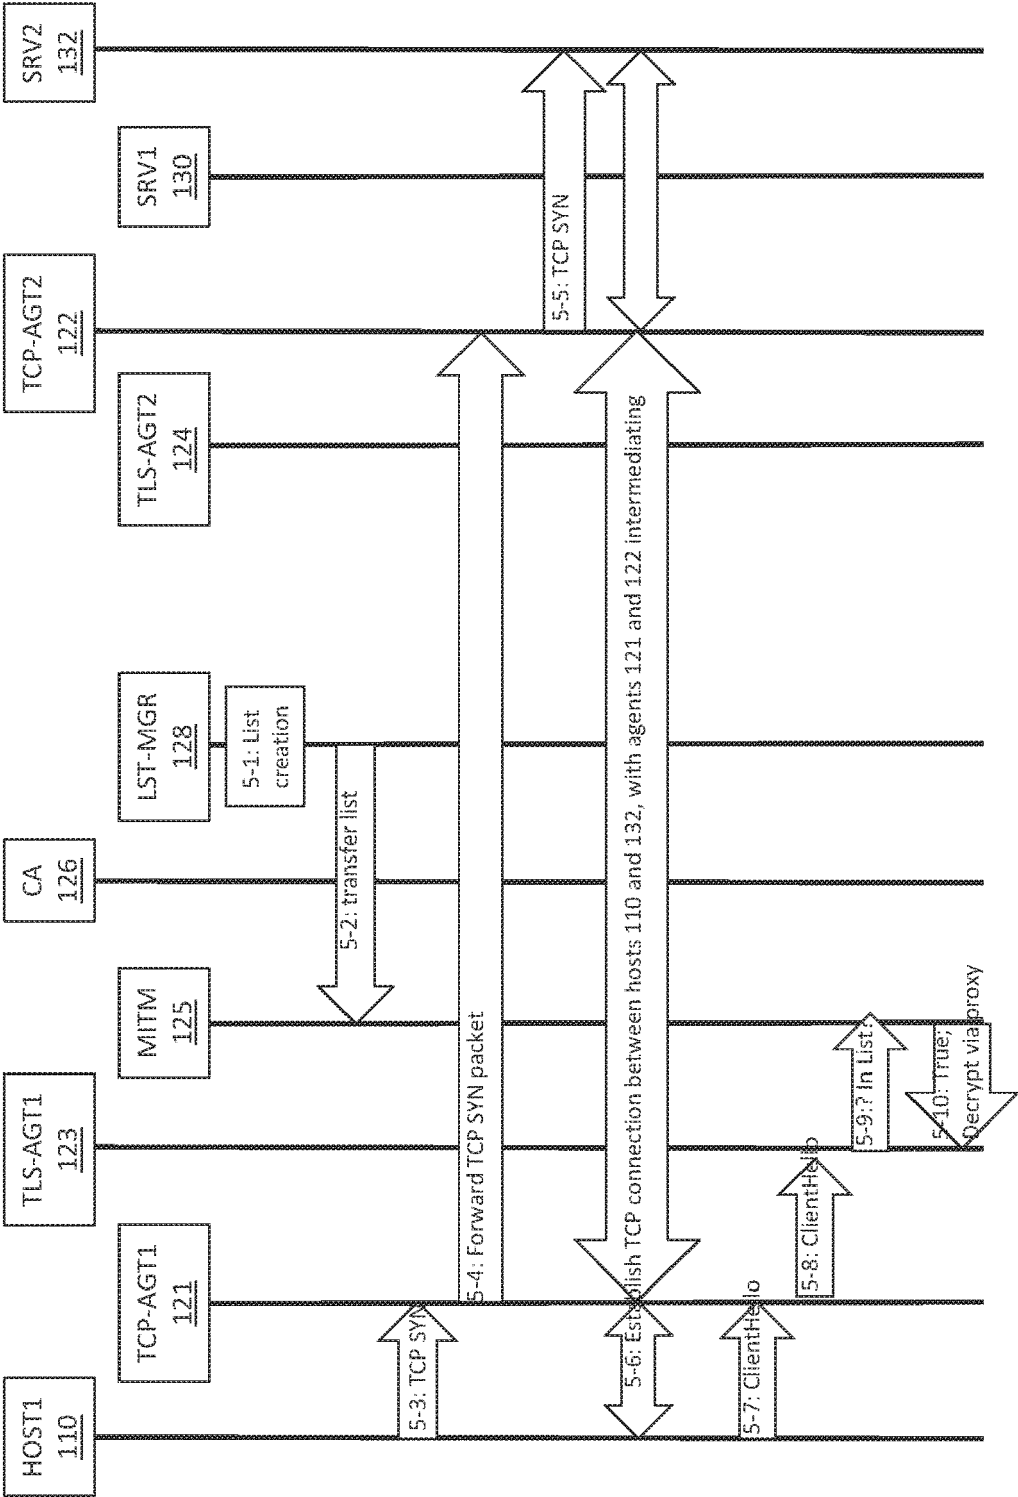 HOST1
110
TCP-AGT1
121
TLS-AGT1
123
MITM
125
CA
126
LST-MGR
128
TLS-AGT2
124
TCP-AGT2
122
SRV1
130
SRV2
132
5-1: List
creation
5-2: transfer list
5-3: TCP SYN
5-4: Forward TCP SYN packet
5-5: TCP SYN
5-6: Establish TCP connection between hosts 110 and 132, with agents 121 and 122 intermediating
5-7: ClientHello
5-8: ClientHello
5-9:? In List:
5-10: True;
Decrypt via proxy